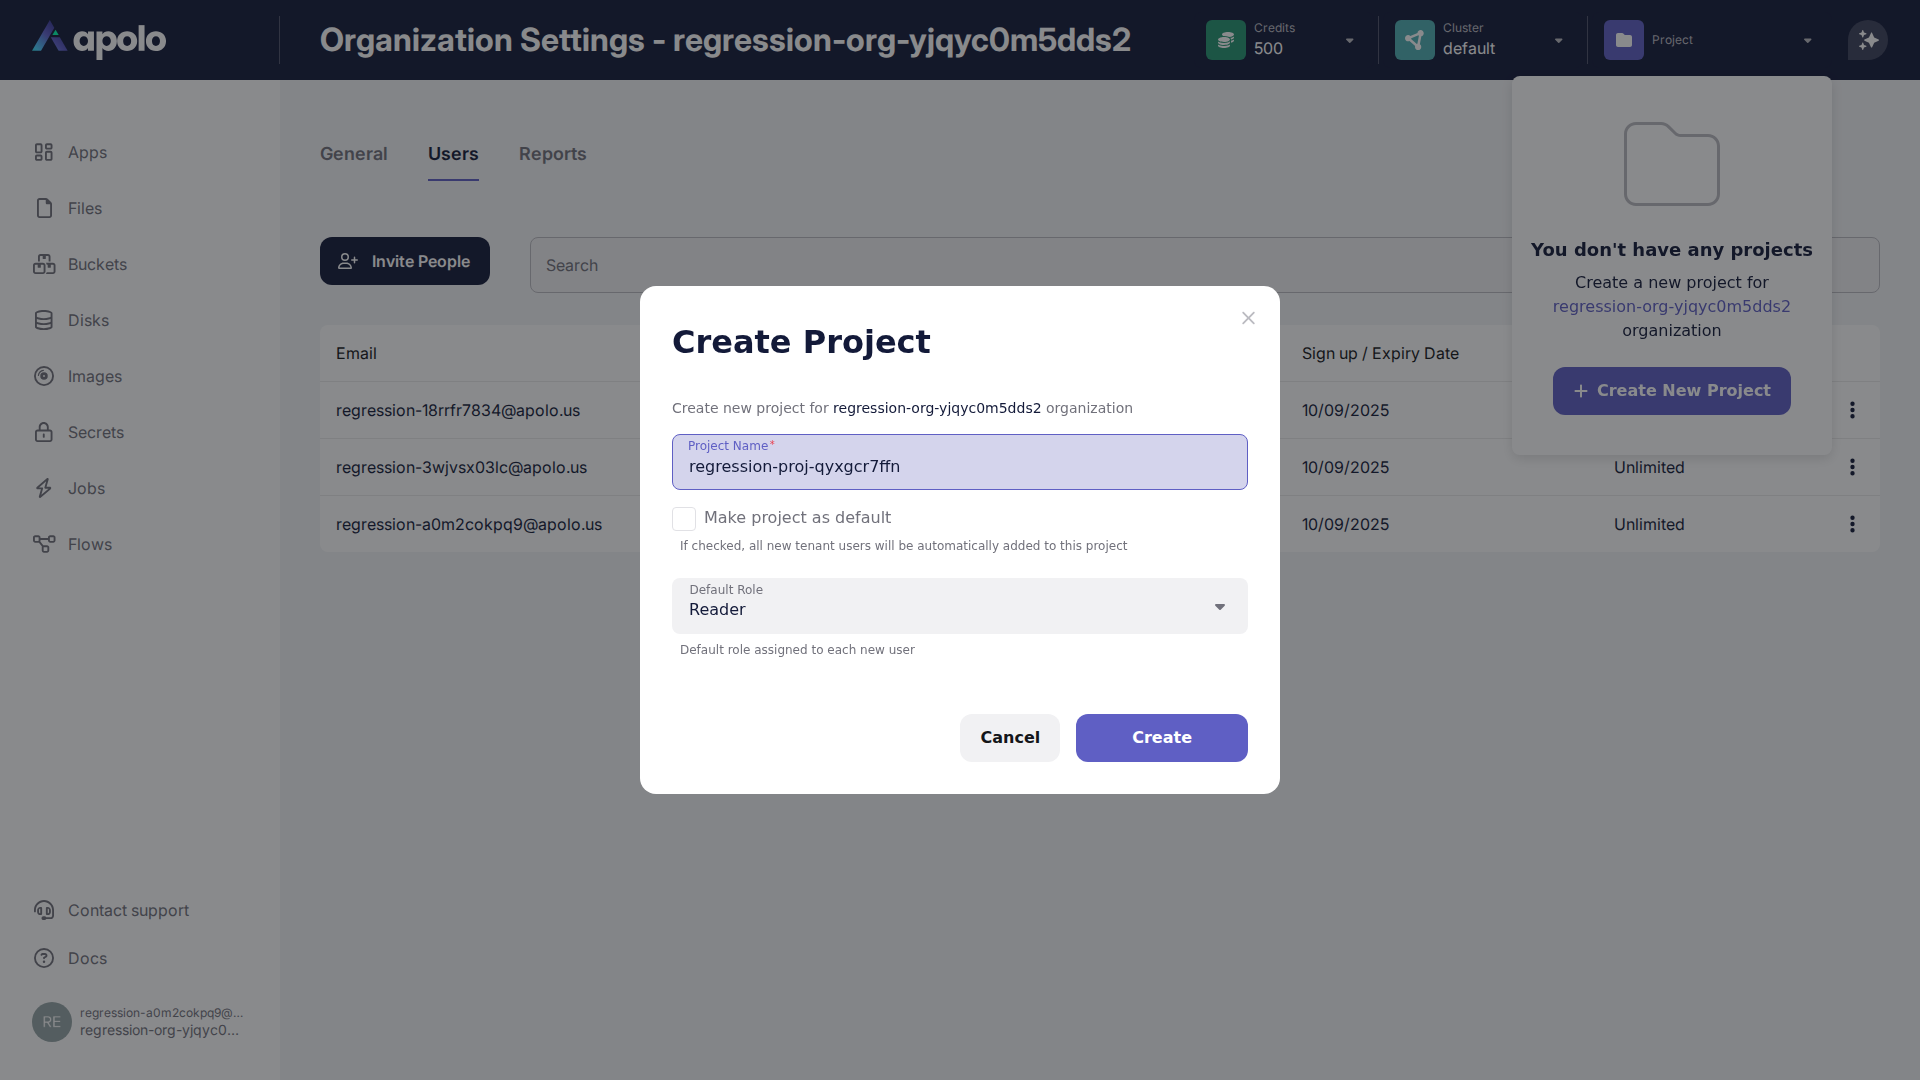 apolo
Organization Settings - regression-org-yjqyc0m5dds2
Credits
500
Cluster
default
Project
Apps
Files
Buckets
Disks
Images
Secrets
Jobs
Flows
General
Users
Reports
Invite People
Search
You don't have any projects
Create a new project for
regression-org-yjqyc0m5dds2
organization
+ Create New Project
Email
Sign up / Expiry Date
regression-18rrfr7834@apolo.us
10/09/2025
regression-3wjvsx03lc@apolo.us
10/09/2025
Unlimited
regression-a0m2cokpq9@apolo.us
10/09/2025
Unlimited
Create Project
Create new project for regression-org-yjqyc0m5dds2 organization
Project Name*
regression-proj-qyxgcr7ffn
Make project as default
If checked, all new tenant users will be automatically added to this project
Default Role
Reader
Default role assigned to each new user
Cancel
Create
Contact support
Docs
RE
regression-a0m2cokpq9@...
regression-org-yjqyc0...